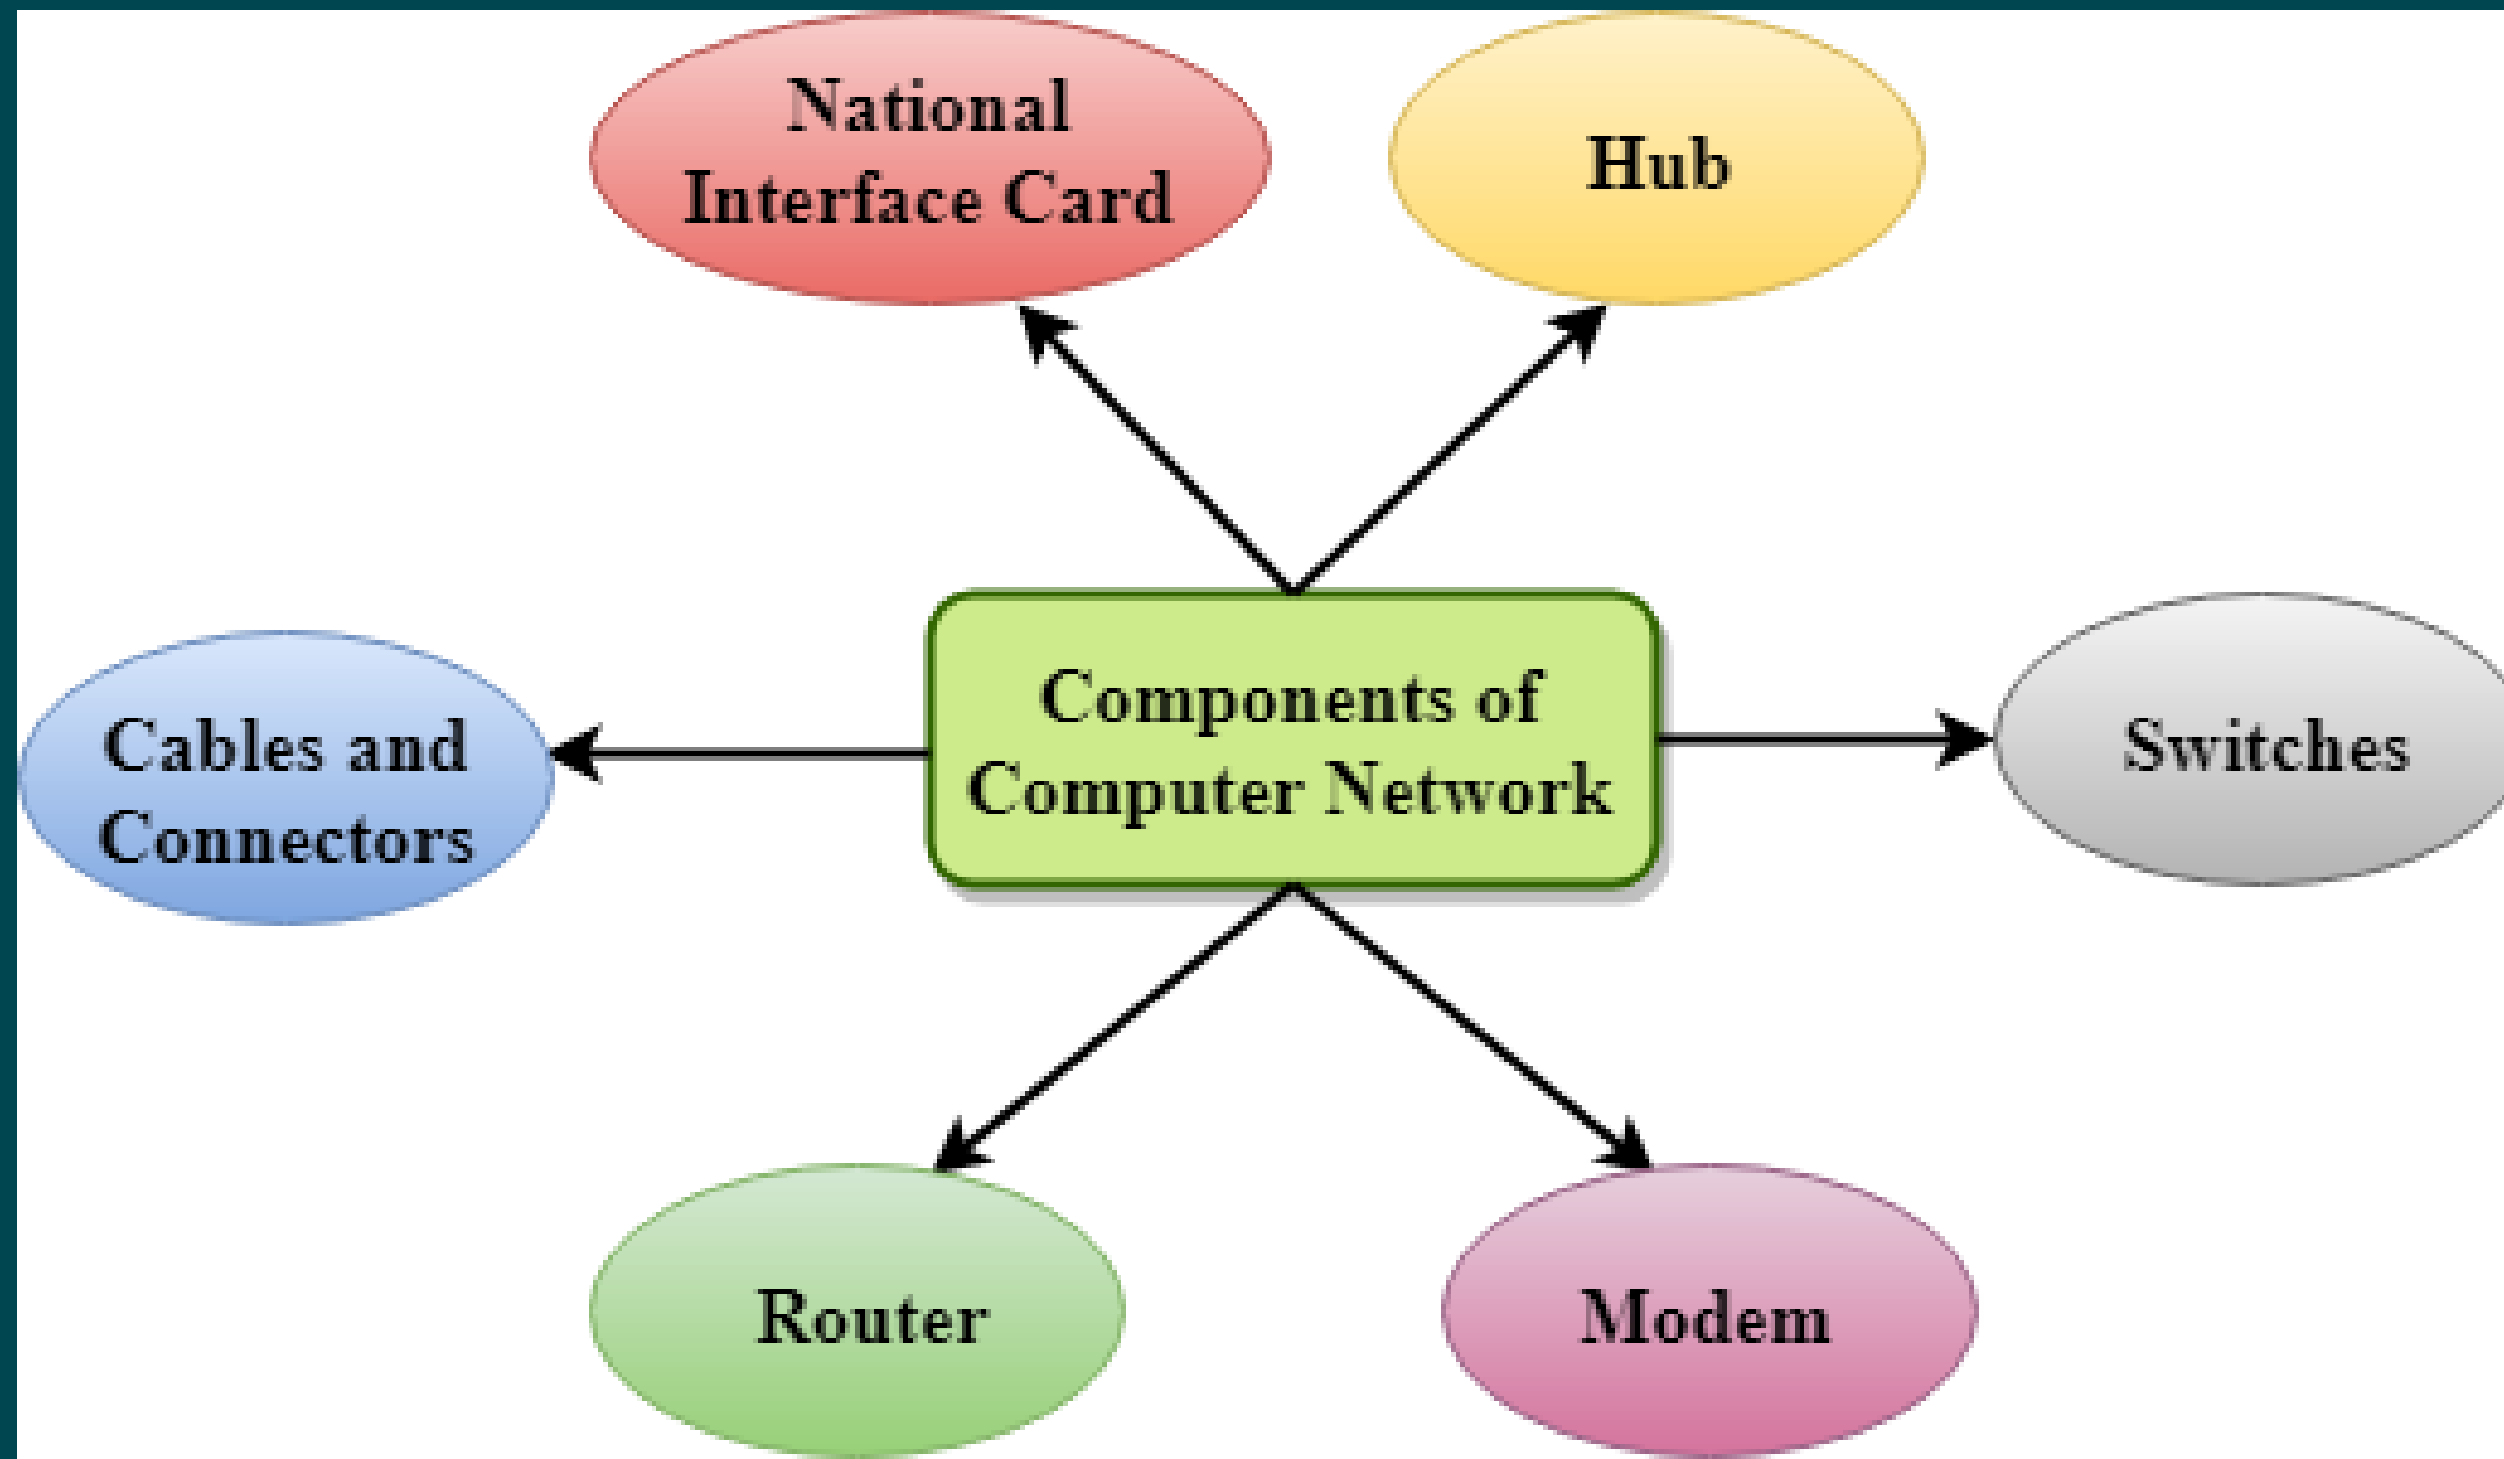 National
Interface Card
Hub
Components of
Computer Network
Switches
Cables and
Connectors
Router
Modem